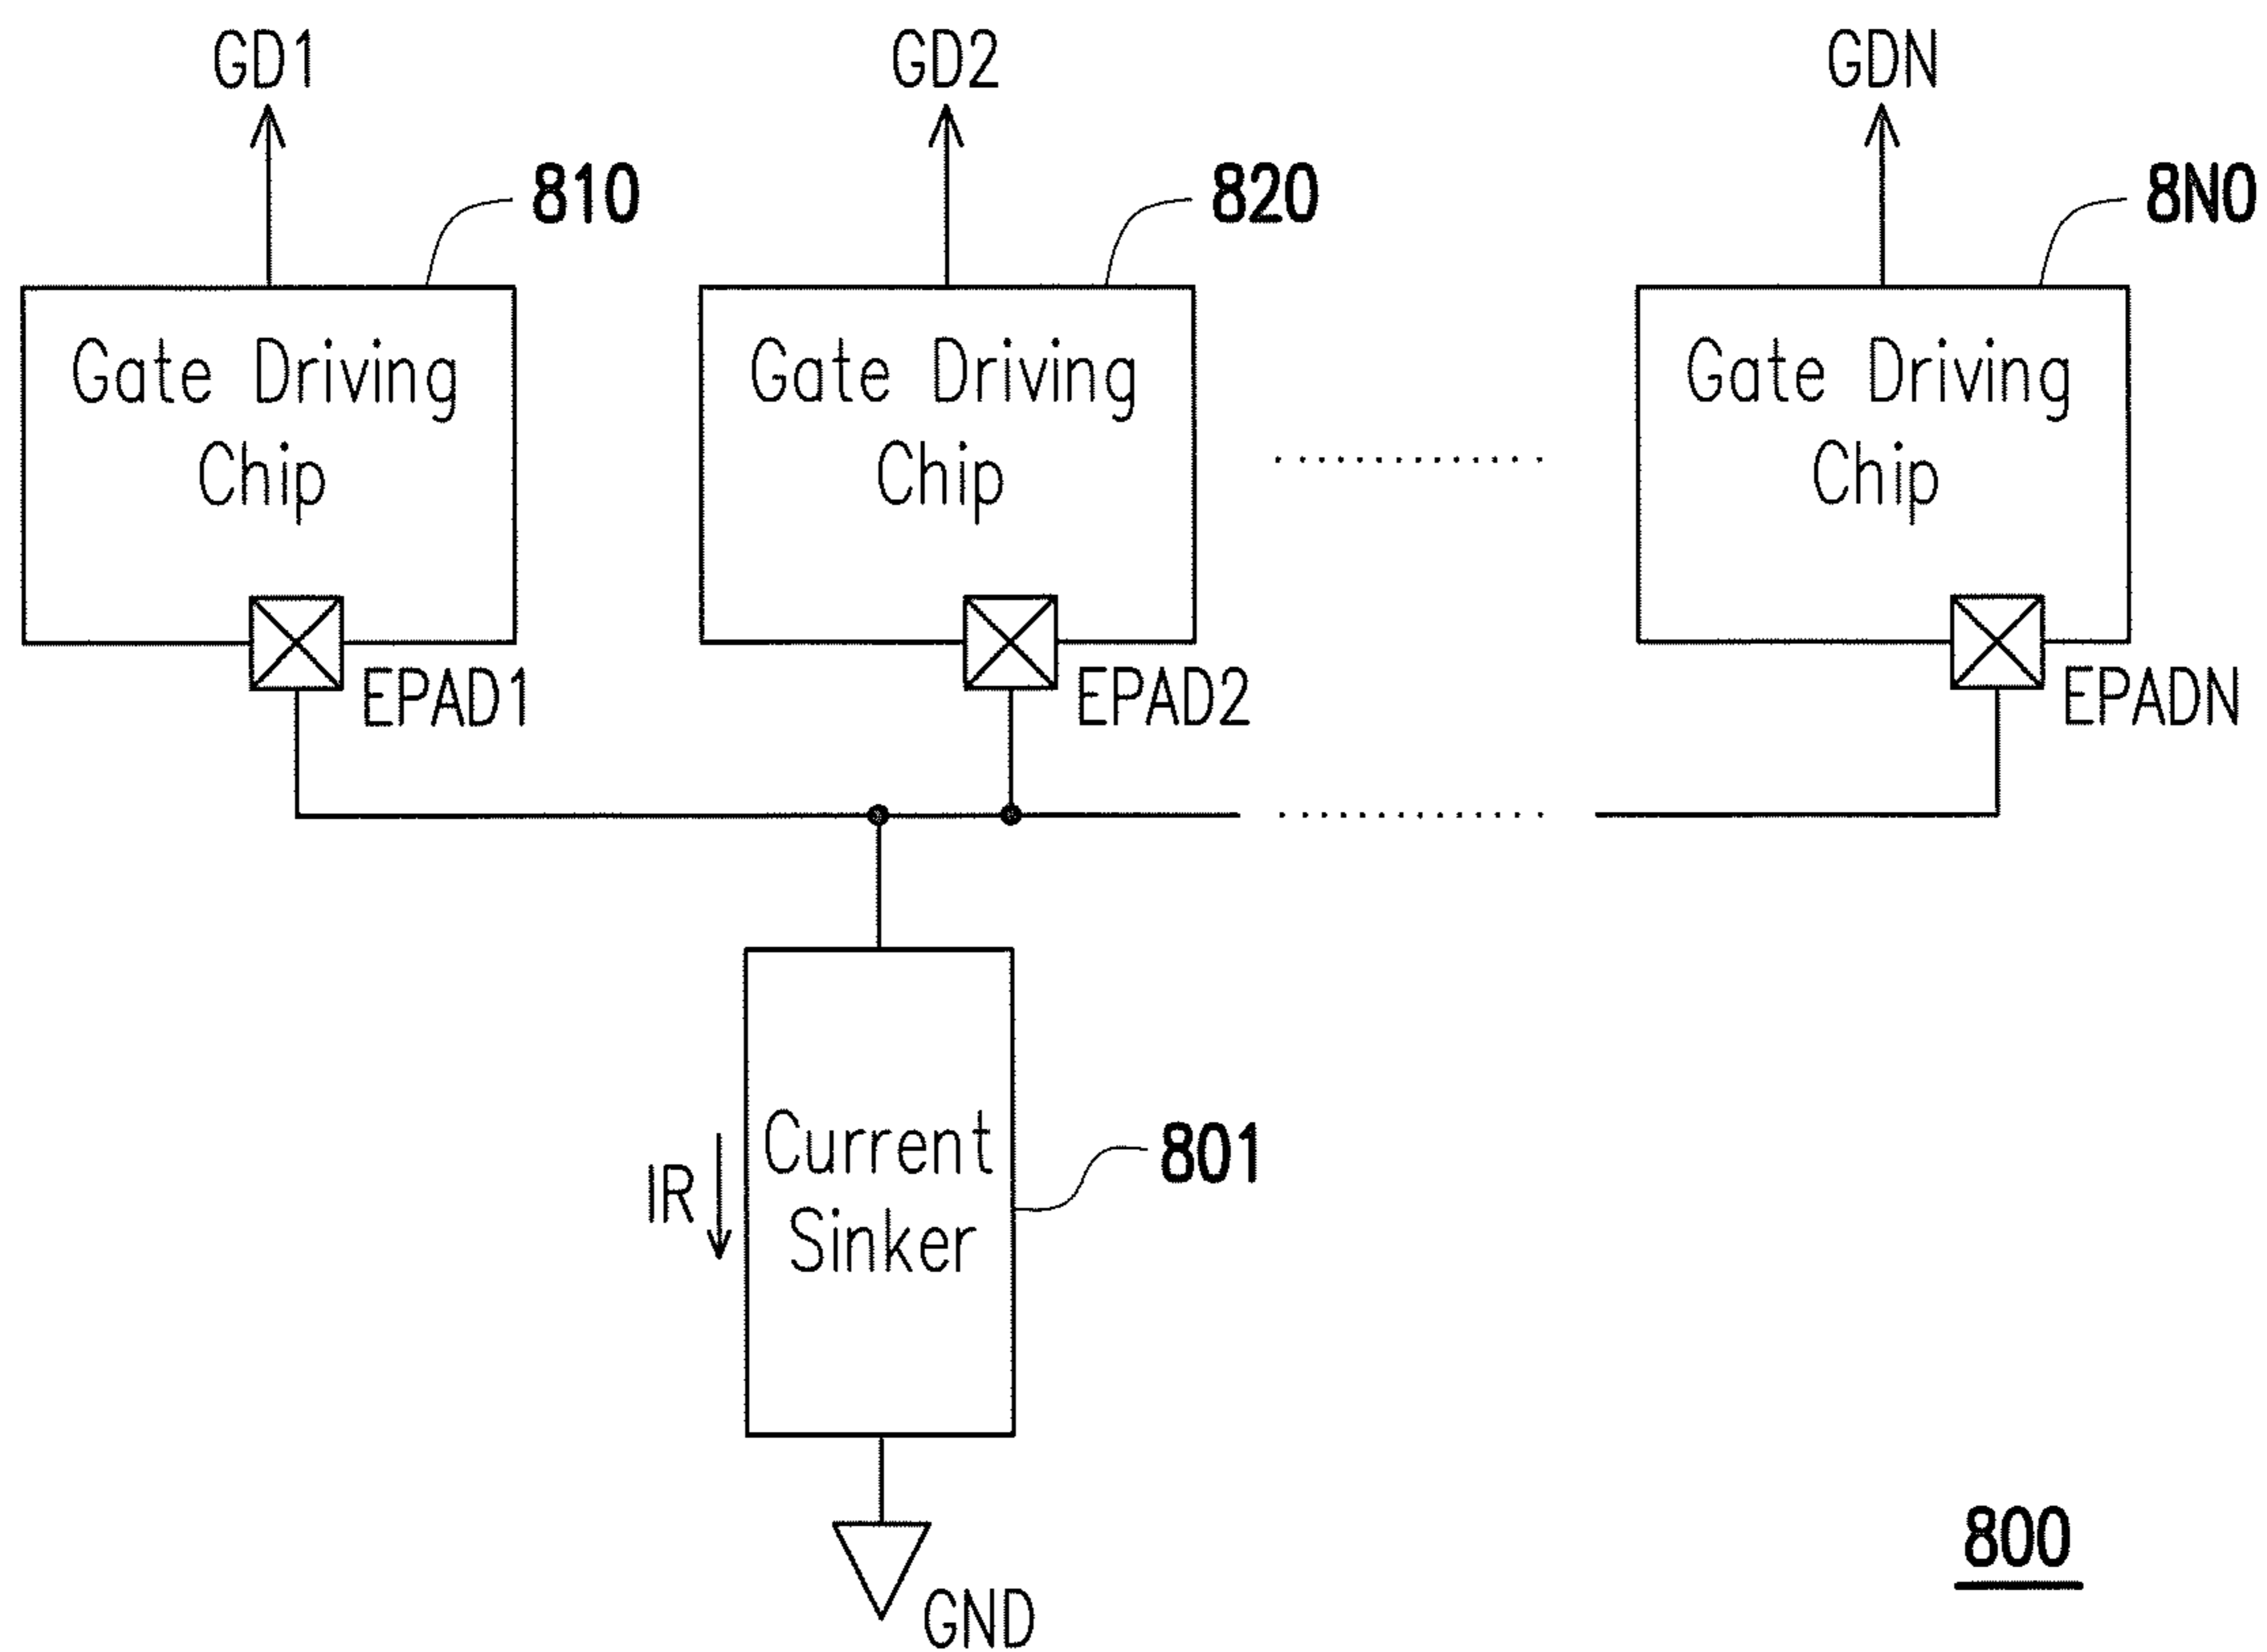 GD1
GD2
GDN
810
820
8N0
Gate Driving
Chip
Gate Driving
Chip
Gate Driving
Chip
EPAD1
EPAD2
EPADN
IR
Current
Sinker
801
GND
800